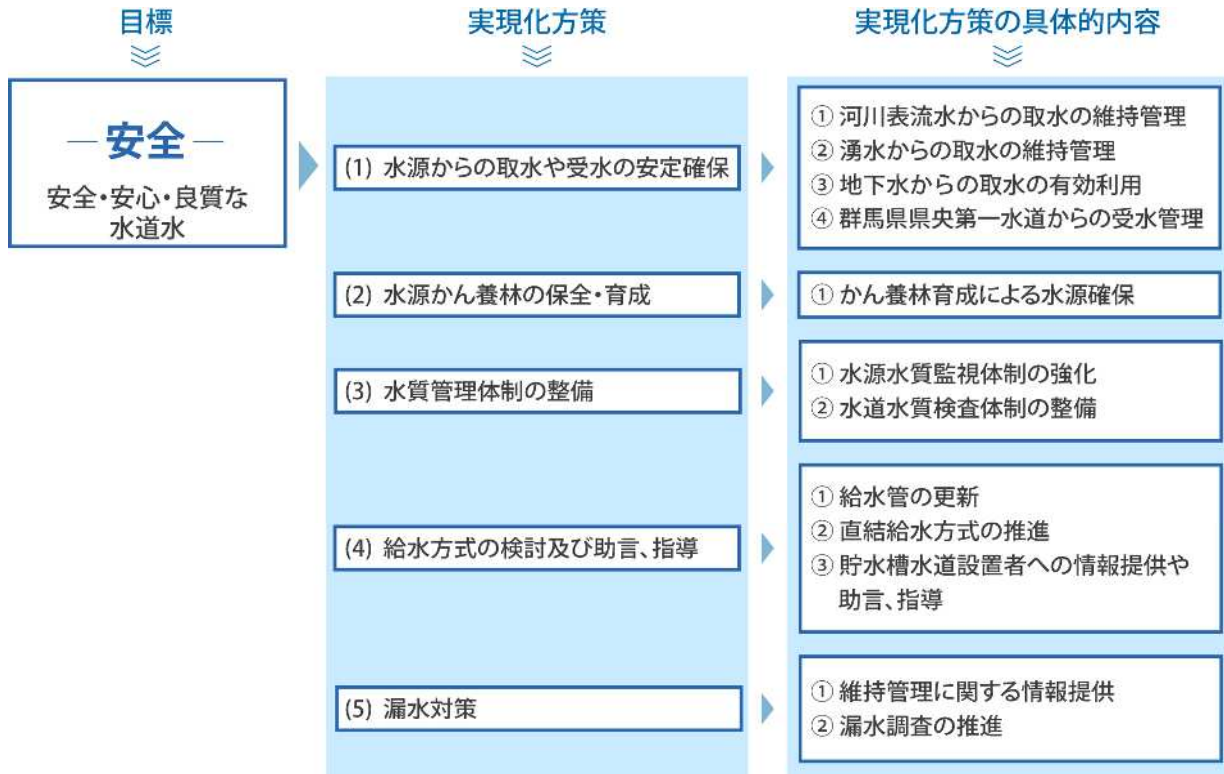 目標
実現化方策
実現化方策の具体的内容
― 安全 ―
安全・安心・良質な
水道水
(1) 水源からの取水や受水の安定確保
① 河川表流水からの取水の維持管理
② 湧水からの取水の維持管理
③ 地下水からの取水の有効利用
④ 群馬県県央第一水道からの受水管理
(2) 水源かん養林の保全・育成
① かん養林育成による水源確保
(3) 水質管理体制の整備
① 水源水質監視体制の強化
② 水道水質検査体制の整備
(4) 給水方式の検討及び助言、指導
① 給水管の更新
② 直結給水方式の推進
③ 貯水槽水道設置者への情報提供や
助言、指導
(5) 漏水対策
① 維持管理に関する情報提供
② 漏水調査の推進